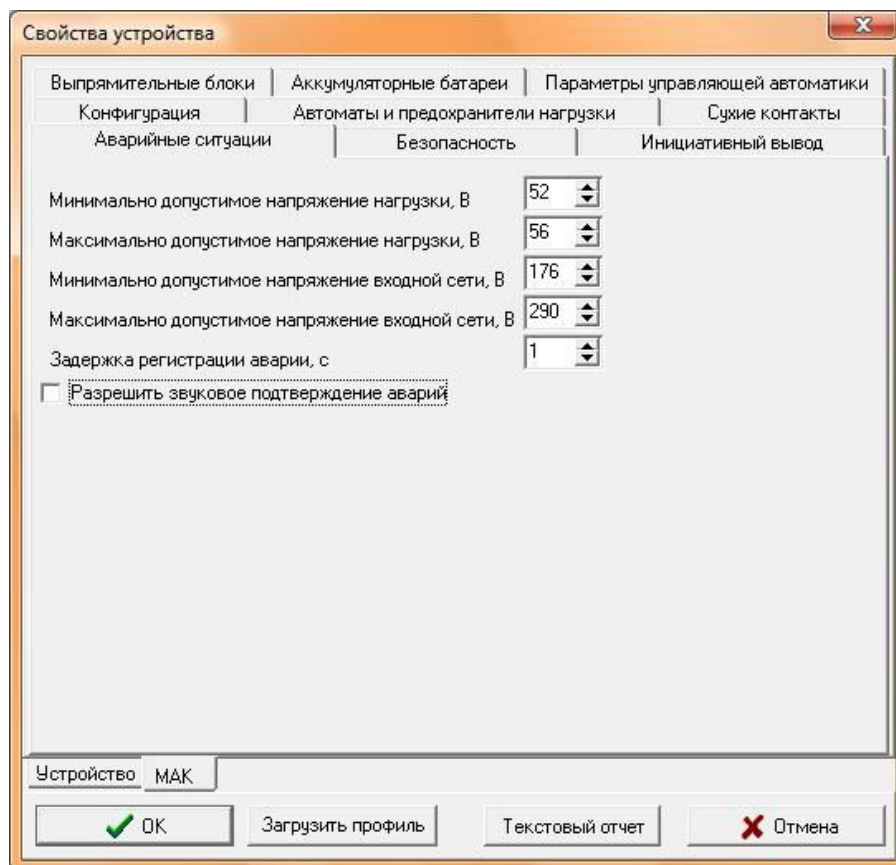 Свойства устройства
Выпрямительные блоки Аккумуляторные батареи Параметры управляющей автоматики
Конфигурация Автоматы и предохранители нагрузки Сухие контакты
Аварийные ситуации Безопасность Инициативный вывод
Минимально допустимое напряжение нагрузки, В 52
Максимально допустимое напряжение нагрузки, В 56
Минимально допустимое напряжение входной сети, В 176
Максимально допустимое напряжение входной сети, В 290
Задержка регистрации аварии, с 1
Разрешить звуковое подтверждение аварий
Устройство МАК
OK Загрузить профиль Текстовый отчет Отмена